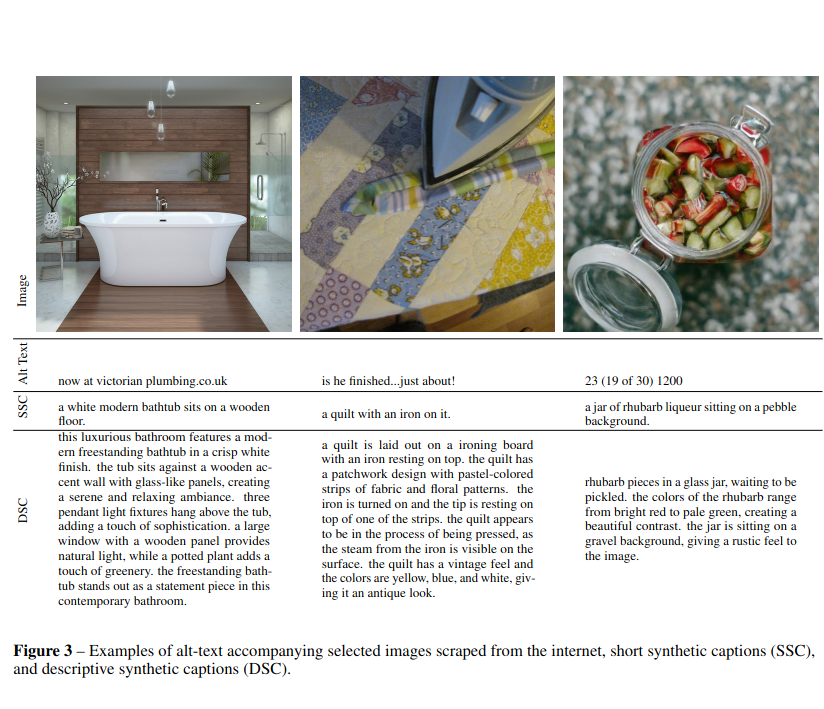 Image
Alt Text
now at victorian plumbing.co.uk
is he finished...just about!
23 (19 of 30) 1200
SSC
a white modern bathtub sits on a wooden
floor.
a quilt with an iron on it.
a jar of rhubarb liqueur sitting on a pebble
background.
DSC
this luxurious bathroom features a mod-
ern freestanding bathtub in a crisp white
finish. the tub sits against a wooden ac-
cent wall with glass-like panels, creating
a serene and relaxing ambiance. three
pendant light fixtures hang above the tub,
adding a touch of sophistication. a large
window with a wooden panel provides
natural light, while a potted plant adds a
touch of greenery. the freestanding bath-
tub stands out as a statement piece in this
contemporary bathroom.
a quilt is laid out on a ironing board
with an iron resting on top. the quilt has
a patchwork design with pastel-colored
strips of fabric and floral patterns. the
iron is turned on and the tip is resting on
top of one of the strips. the quilt appears
to be in the process of being pressed, as
the steam from the iron is visible on the
surface. the quilt has a vintage feel and
the colors are yellow, blue, and white, giv-
ing it an antique look.
rhubarb pieces in a glass jar, waiting to be
pickled. the colors of the rhubarb range
from bright red to pale green, creating a
beautiful contrast. the jar is sitting on a
gravel background, giving a rustic feel to
the image.
Figure 3 – Examples of alt-text accompanying selected images scraped from the internet, short synthetic captions (SSC),
and descriptive synthetic captions (DSC).